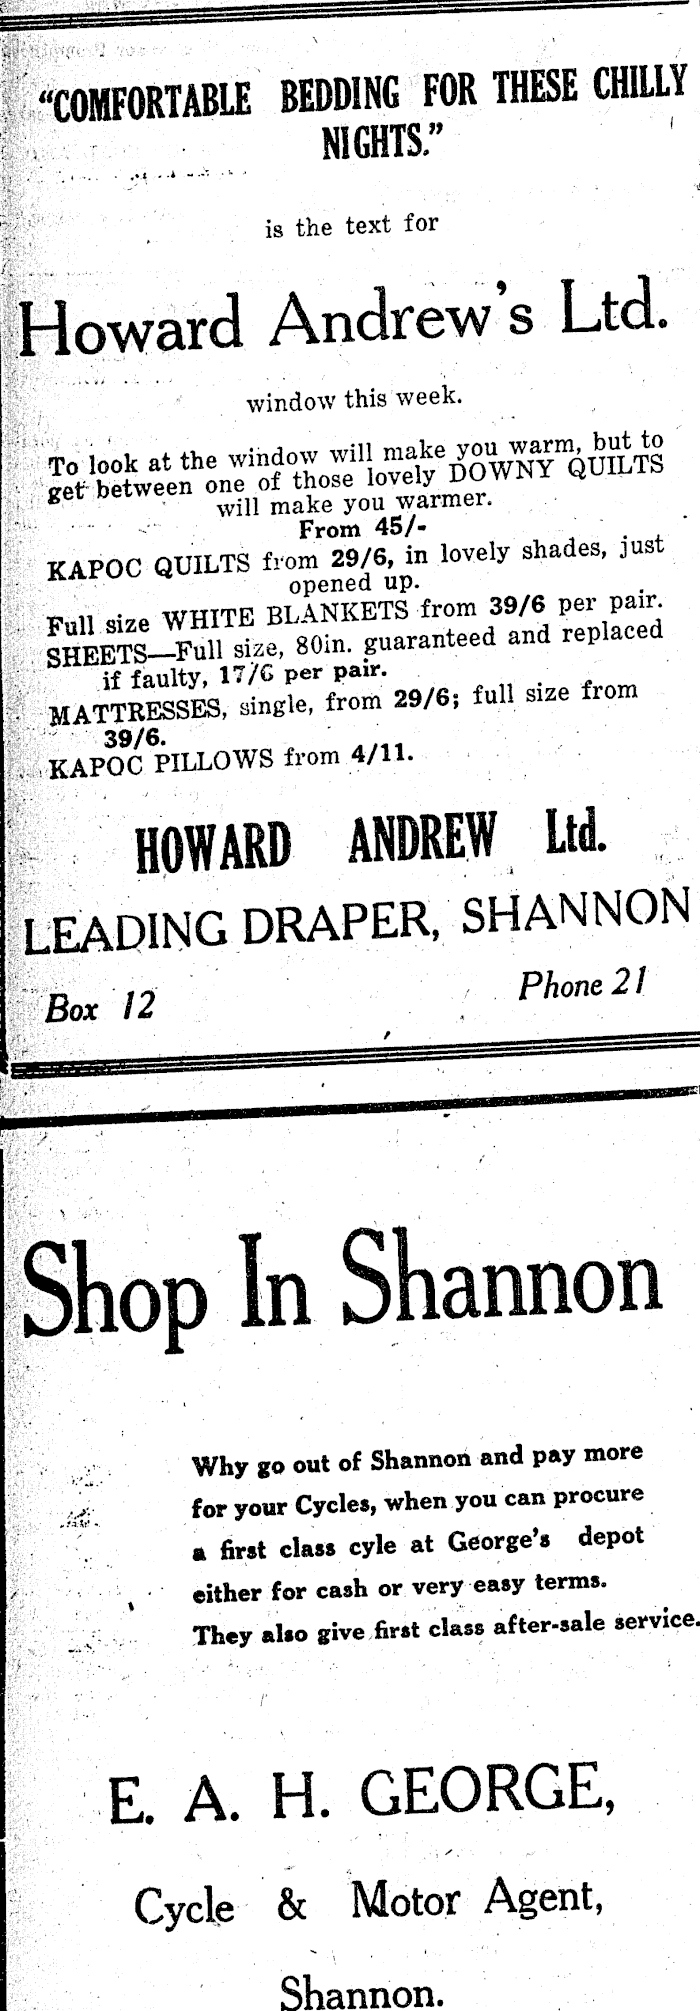 “COMFORTABLE BEDDING FOR THESE CHILLY
NIGHTS.”
is the text for
Howard Andrew’s Ltd.
window this week.
To look at the window will make you warm, but to
get between one of those lovely DOWNY QUILTS
will make you warmer.
From 45/-
KAPOC QUILTS from 29/6, in lovely shades, just
opened up.
Full size WHITE BLANKETS from 39/6 per pair.
SHEETS—Full size, 80in. guaranteed and replaced
if faulty, 17/6 per pair.
MATTRESSES, single, from 29/6; full size from
39/6.
KAPOC PILLOWS from 4/11.
HOWARD ANDREW Ltd.
LEADING DRAPER, SHANNON
Box 12 Phone 21
Shop In Shannon
Why go out of Shannon and pay more
for your Cycles, when you can procure
a first class cyle at George’s depot
either for cash or very easy terms.
They also give first class after-sale service.
E. A. H. GEORGE,
Cycle & Motor Agent,
Shannon.